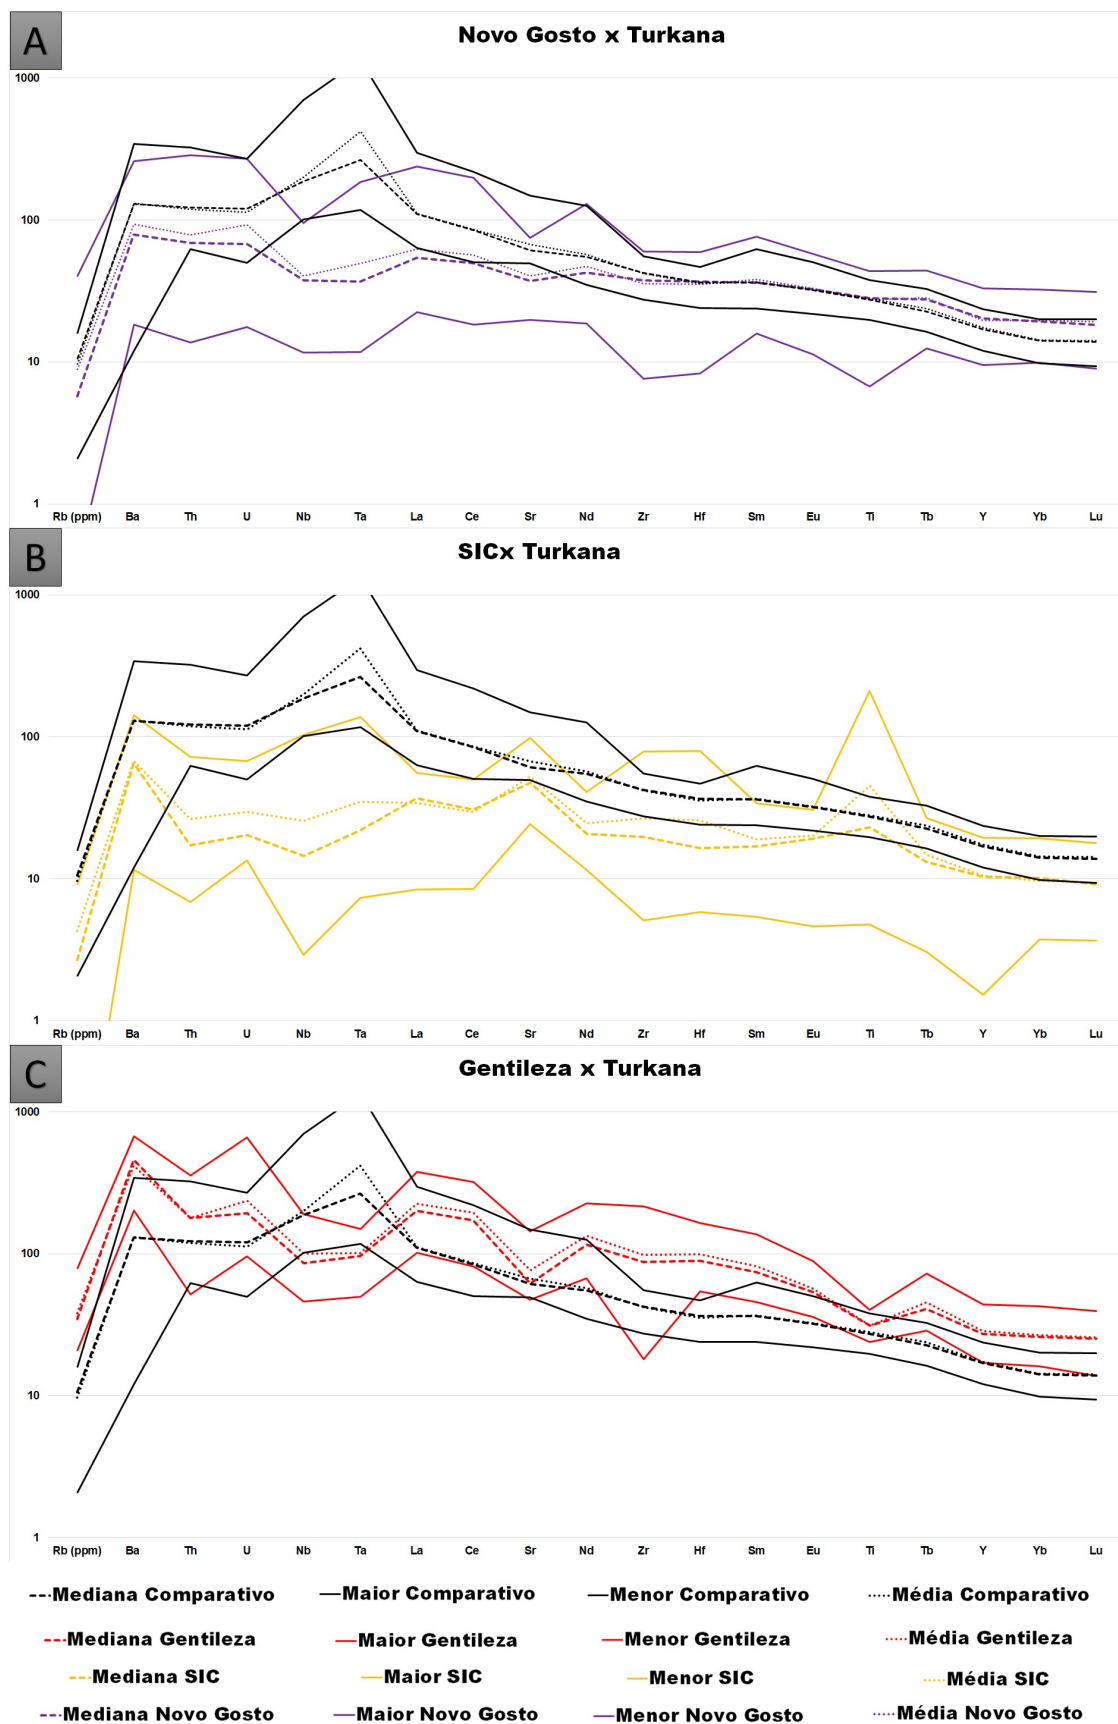 A
Novo Gosto x Turkana
1000
100
10
1
Rb (ppm) Ba Th U Nb Ta La Ce Sr Nd Zr Hf Sm Eu Ti Tb Y Yb Lu
B
SICx Turkana
1000
100
10
1
Rb (ppm) Ba Th U Nb Ta La Ce Sr Nd Zr Hf Sm Eu Ti Tb Y Yb Lu
C
Gentileza x Turkana
1000
100
10
1
Rb (ppm) Ba Th U Nb Ta La Ce Sr Nd Zr Hf Sm Eu Ti Tb Y Yb Lu
Mediana Comparativo Maior Comparativo Menor Comparativo Média Comparativo
Mediana Gentileza Maior Gentileza Menor Gentileza Média Gentileza
Mediana SIC Maior SIC Menor SIC Média SIC
Mediana Novo Gosto Maior Novo Gosto Menor Novo Gosto Média Novo Gosto